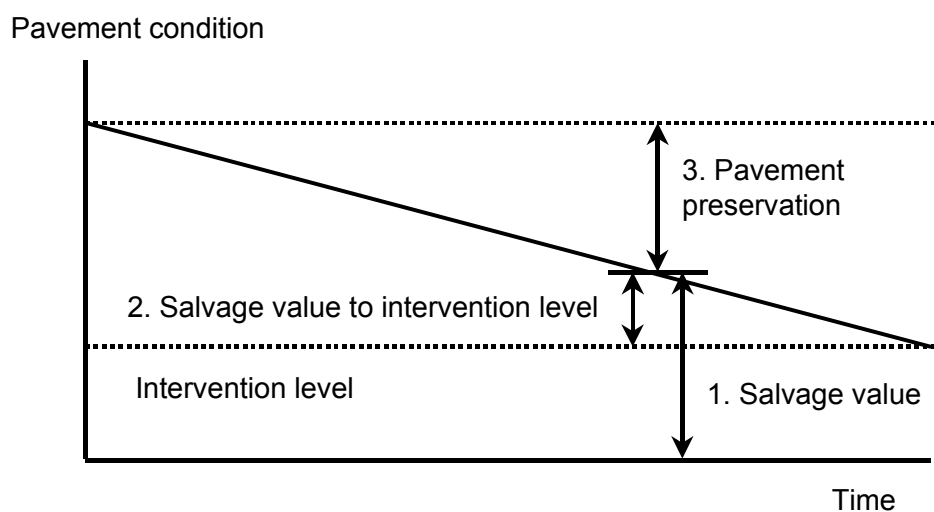 Pavement condition
3. Pavement
preservation
2. Salvage value to intervention level
Intervention level
1. Salvage value
Time